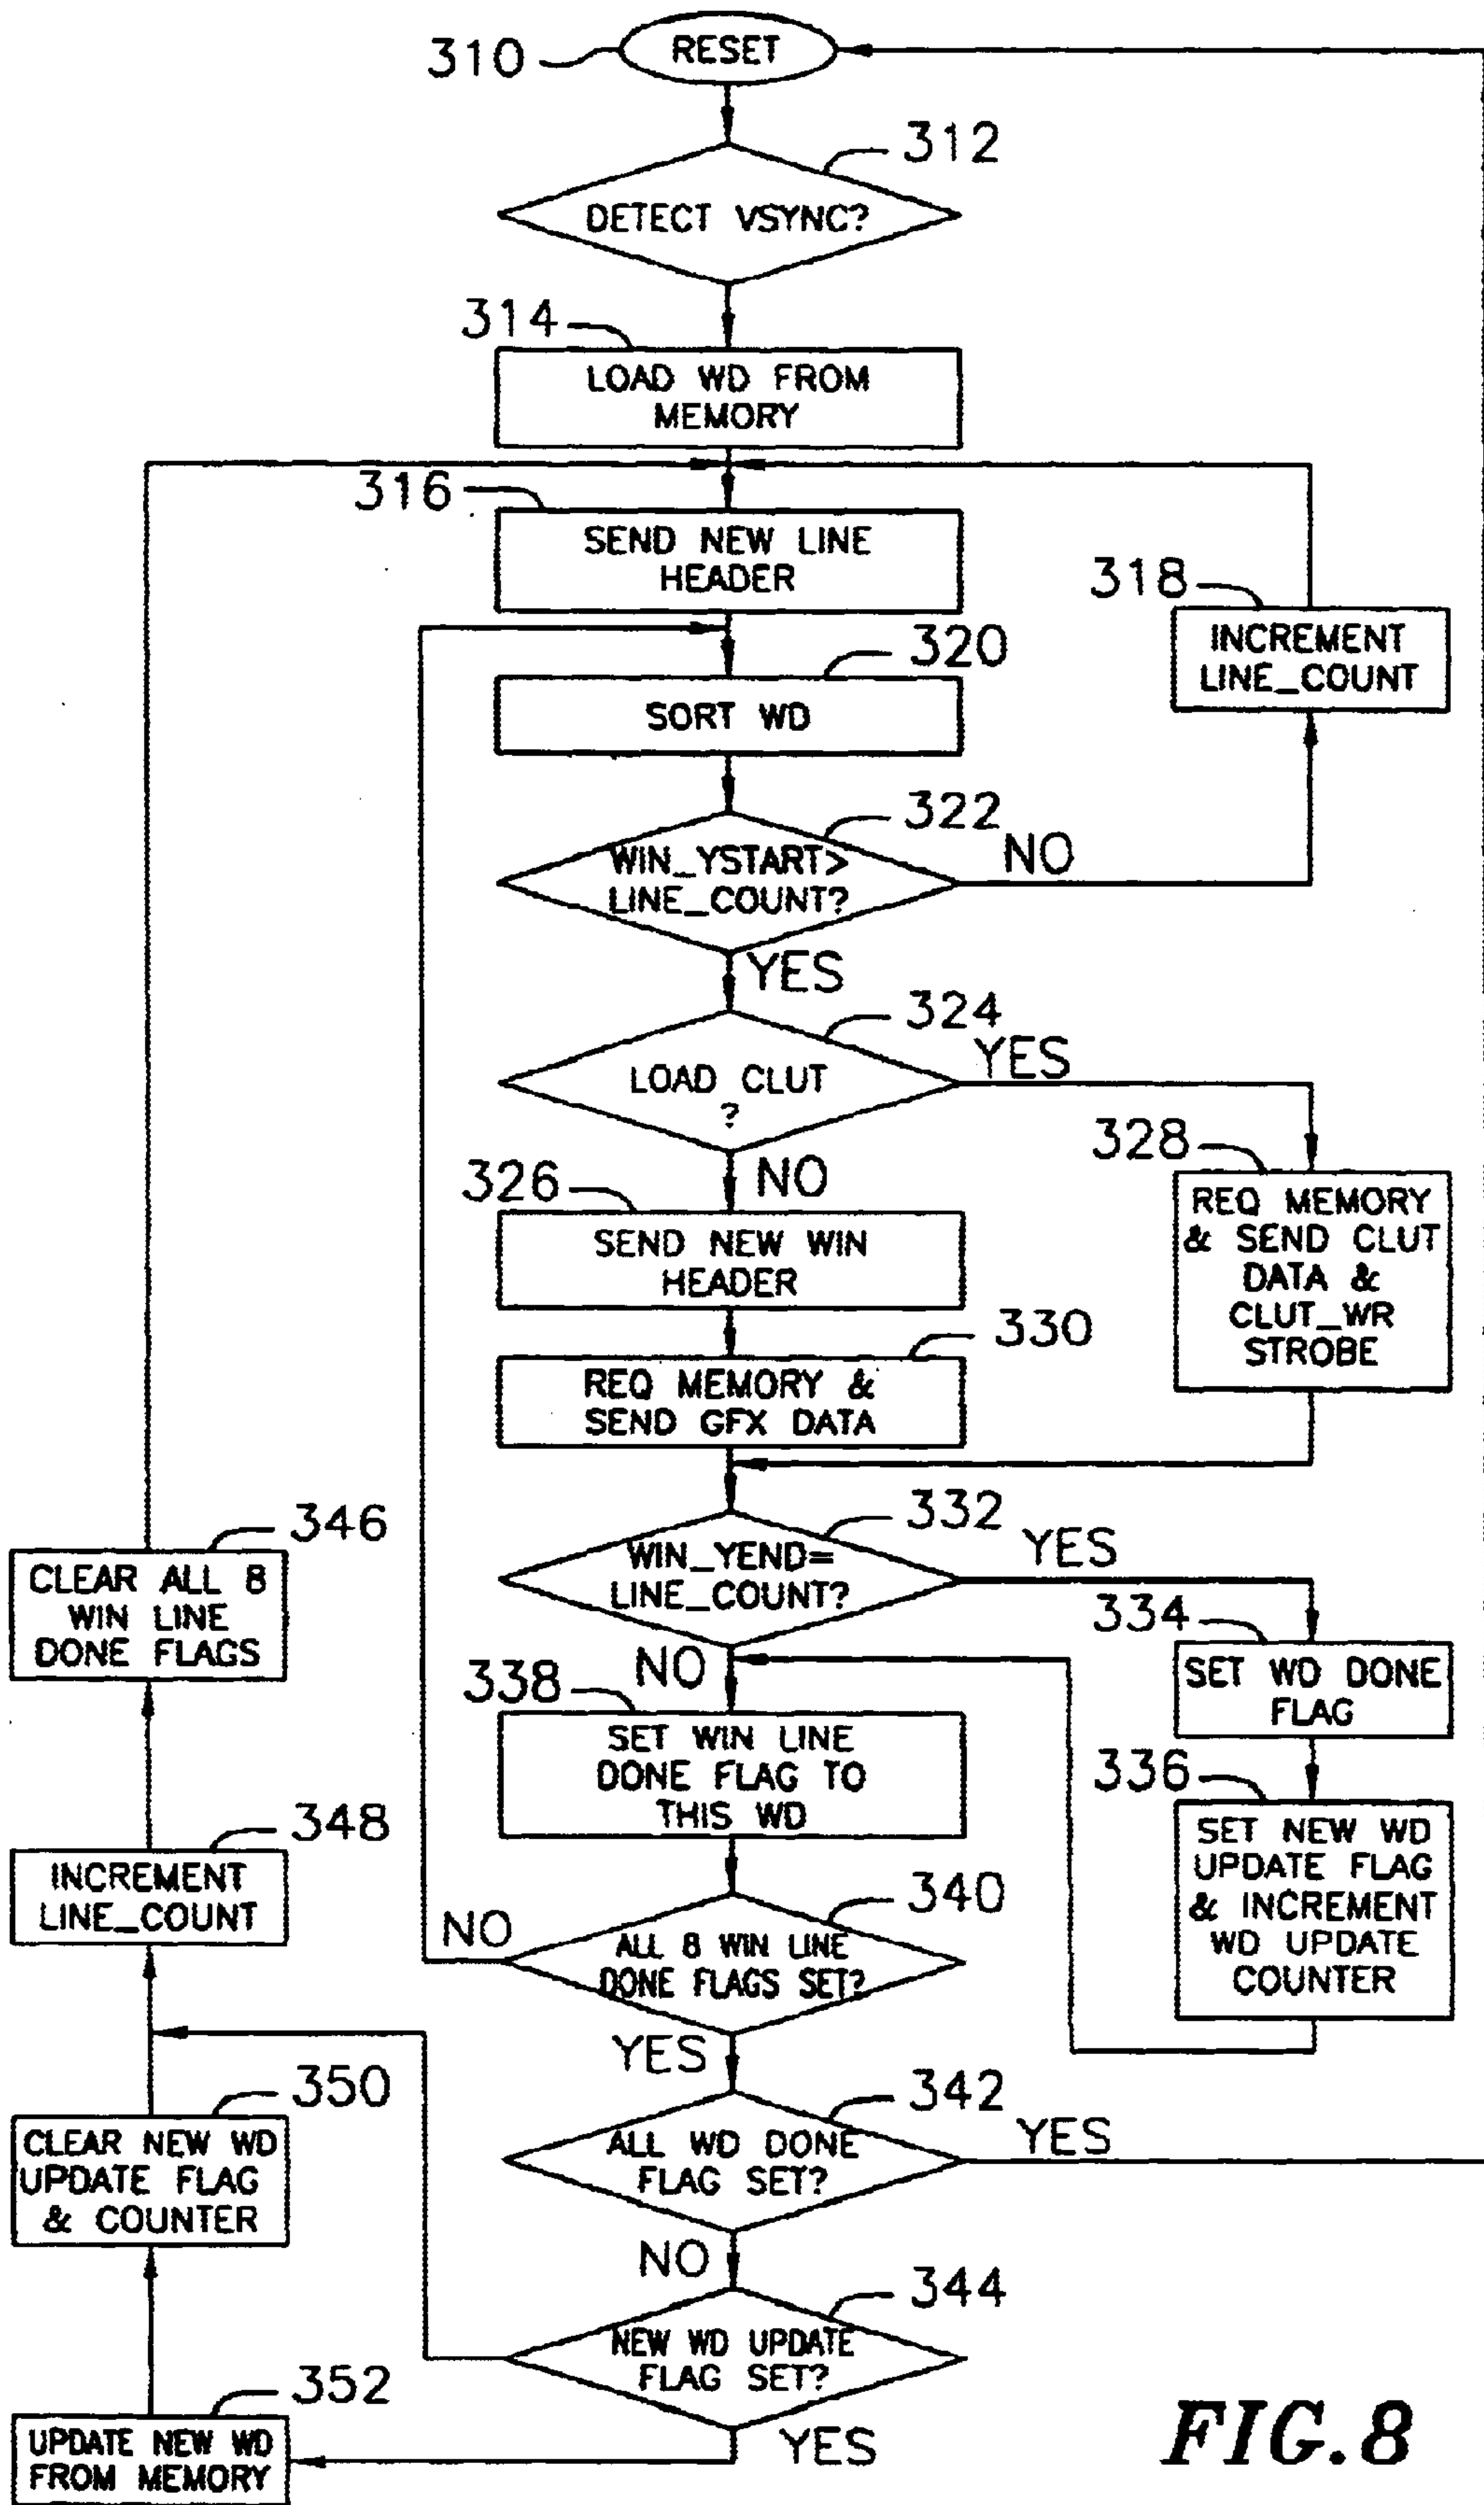 310
RESET
312
DETECT VSYNC?
314
LOAD WD FROM
MEMORY
316
SEND NEW LINE
HEADER
318
INCREMENT
LINE_COUNT
320
SORT WD
322
WIN_YSTART>
LINE_COUNT?
NO
YES
324
LOAD CLUT
?
YES
NO
326
SEND NEW WIN
HEADER
328
REQ MEMORY
& SEND CLUT
DATA &
CLUT_WR
STROBE
330
REQ MEMORY &
SEND GFX DATA
332
WIN_YEND=
LINE_COUNT?
YES
NO
334
SET WD DONE
FLAG
336
SET NEW WD
UPDATE FLAG
& INCREMENT
WD UPDATE
COUNTER
338
SET WIN LINE
DONE FLAG TO
THIS WD
340
ALL 8 WIN LINE
DONE FLAGS SET?
NO
YES
342
ALL WD DONE
FLAG SET?
YES
NO
344
NEW WD UPDATE
FLAG SET?
YES
346
CLEAR ALL 8
WIN LINE
DONE FLAGS
348
INCREMENT
LINE_COUNT
350
CLEAR NEW WD
UPDATE FLAG
& COUNTER
352
UPDATE NEW WD
FROM MEMORY
FIG.8